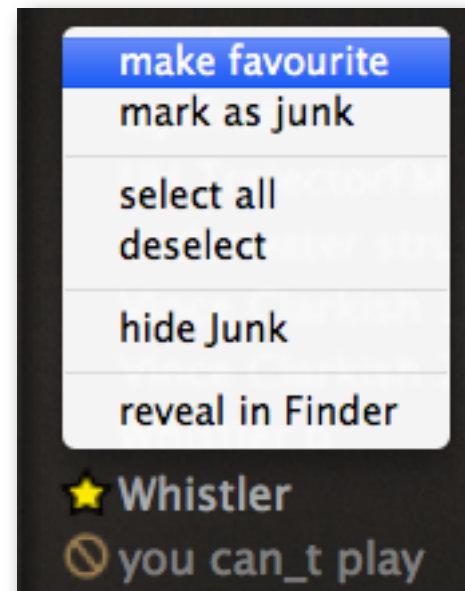 make favourite
mark as junk
select all
deselect
hide Junk
reveal in Finder
Whistler
you can_t play